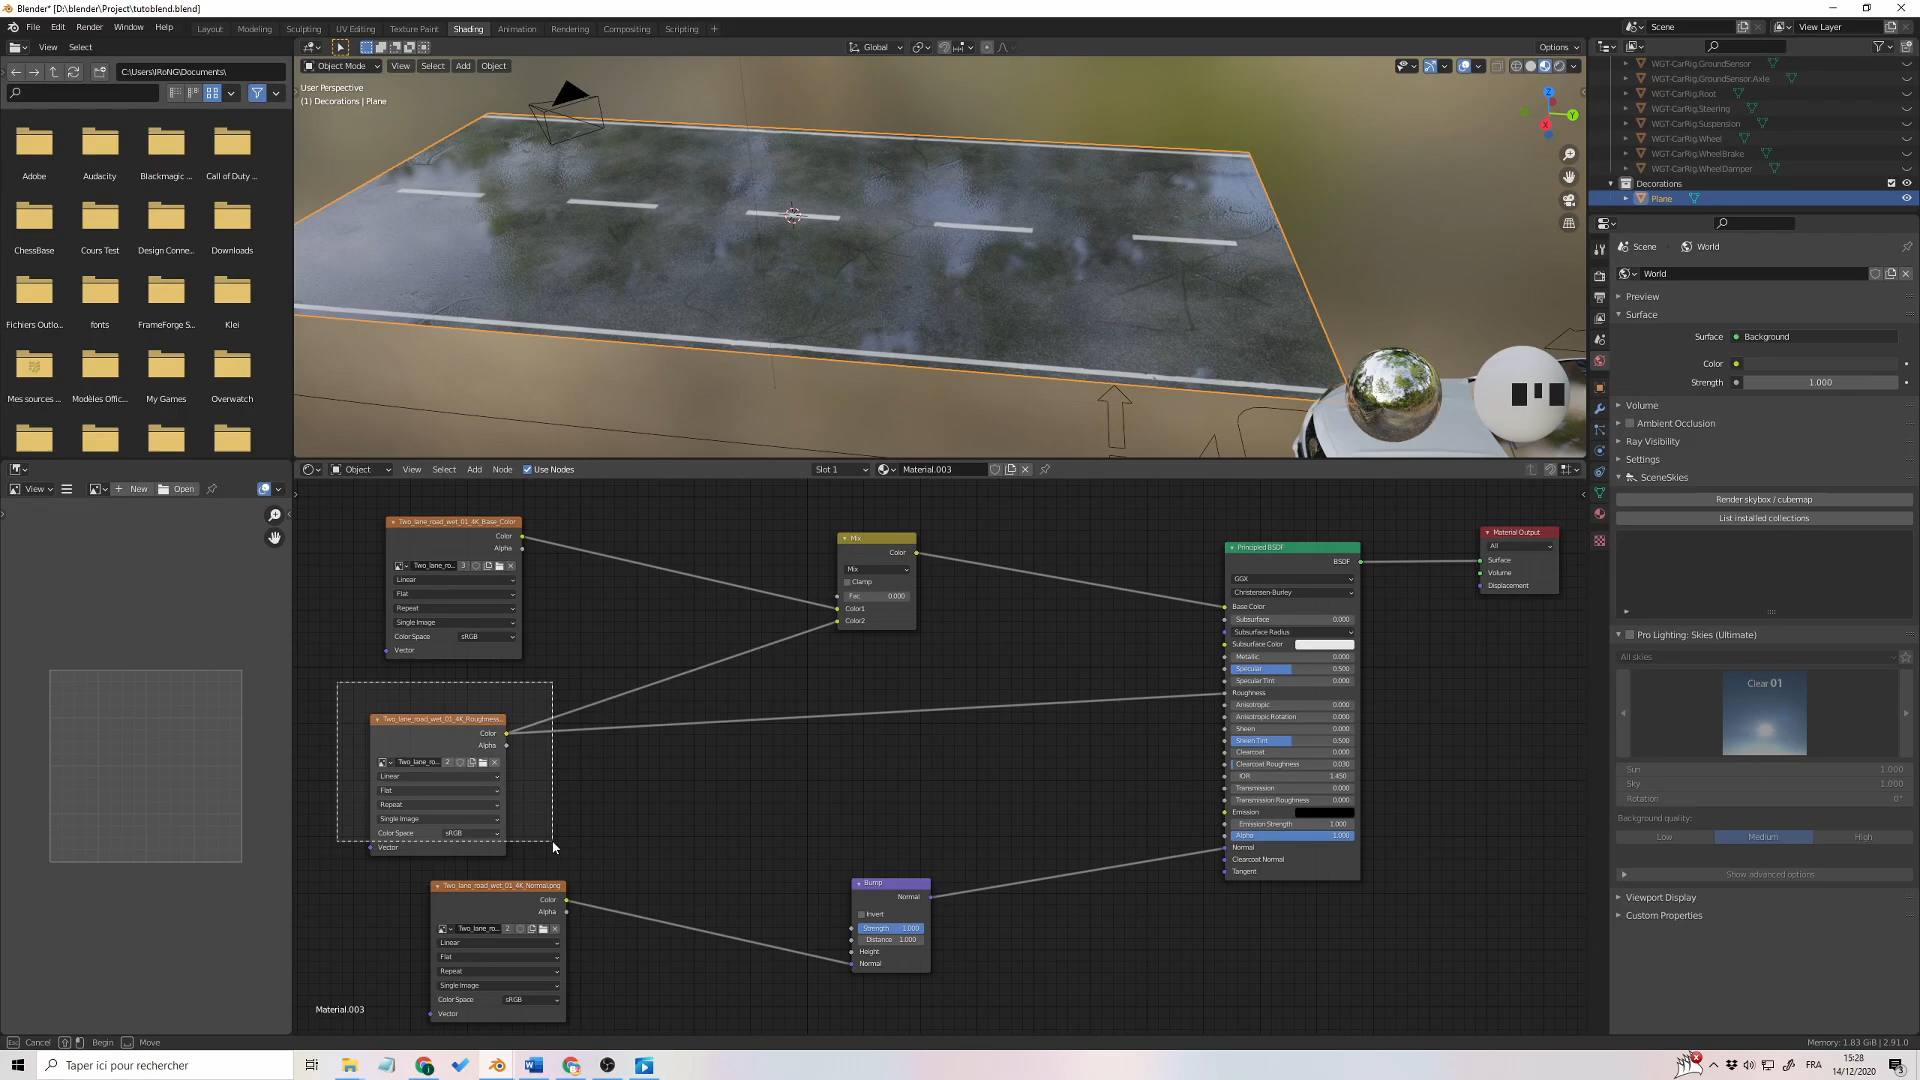 Blender* [D:\blender\Project\tutoblend.blend]
File Edit Render Window Help
Layout Modeling Sculpting UV Editing Texture Paint Shading Animation Rendering Compositing Scripting +
Scene
View Layer
View Select
C:\Users\IRoNG\Documents\
Adobe
Audacity
Blackmagic ...
Call of Duty ...
ChessBase
Cours Test
Design Conne...
Downloads
Fichiers Outlo...
fonts
FrameForge S...
Klei
Mes sources ...
Modèles Offic...
My Games
Overwatch
Global
Options
Object Mode View Select Add Object
User Perspective
(1) Decorations | Plane
Z
Y
X
WGT-CarRig.GroundSensor
WGT-CarRig.GroundSensor.Axle
WGT-CarRig.Root
WGT-CarRig.Steering
WGT-CarRig.Suspension
WGT-CarRig.Wheel
WGT-CarRig.WheelBrake
WGT-CarRig.WheelDamper
Decorations
Plane
Scene World
World
Preview
Surface
Surface Background
Color
Strength 1.000
Volume
Ambient Occlusion
Ray Visibility
Settings
SceneSkies
Render skybox / cubemap
List installed collections
Pro Lighting: Skies (Ultimate)
All skies
Clear 01
Sun 1.000
Sky 1.000
Rotation 0°
Background quality:
Low Medium High
Show advanced options
Viewport Display
Custom Properties
View New Open
Object View Select Add Node Use Nodes
Slot 1
Material.003
Two_lane_road_wet_01_4K_Base_Color
Color
Alpha
Two_lane_ro... 3
Linear
Flat
Repeat
Single Image
Color Space sRGB
Vector
Two_lane_road_wet_01_4K_Roughness...
Color
Alpha
Two_lane_ro... 2
Linear
Flat
Repeat
Single Image
Color Space sRGB
Vector
Two_lane_road_wet_01_4K_Normal.png
Color
Alpha
Two_lane_ro... 2
Linear
Flat
Repeat
Single Image
Color Space sRGB
Vector
Mix
Color
Mix
Clamp
Fac 0.000
Color1
Color2
Bump
Normal
Invert
Strength 1.000
Distance 1.000
Height
Normal
Principled BSDF
BSDF
GGX
Christensen-Burley
Base Color
Subsurface 0.000
Subsurface Radius
Subsurface Color
Metallic 0.000
Specular 0.500
Specular Tint 0.000
Roughness
Anisotropic 0.000
Anisotropic Rotation 0.000
Sheen 0.000
Sheen Tint 0.500
Clearcoat 0.000
Clearcoat Roughness 0.030
IOR 1.450
Transmission 0.000
Transmission Roughness 0.000
Emission
Emission Strength 1.000
Alpha 1.000
Normal
Clearcoat Normal
Tangent
Material Output
All
Surface
Volume
Displacement
Material.003
Esc Cancel Begin Move
Memory: 1.83 GiB | 2.91.0
Taper ici pour rechercher
FRA
15:28
14/12/2020
3